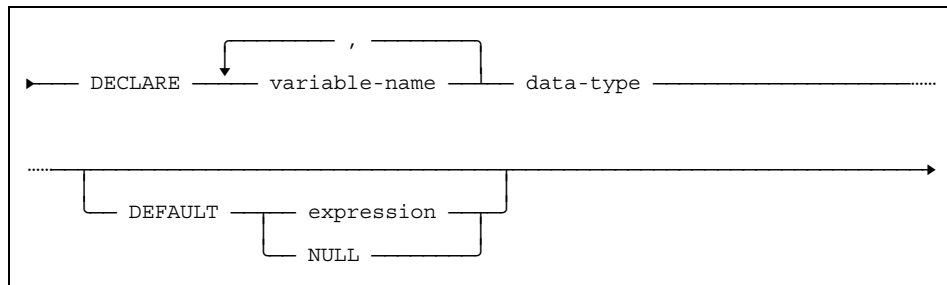 ,
DECLARE variable-name data-type
DEFAULT expression
NULL